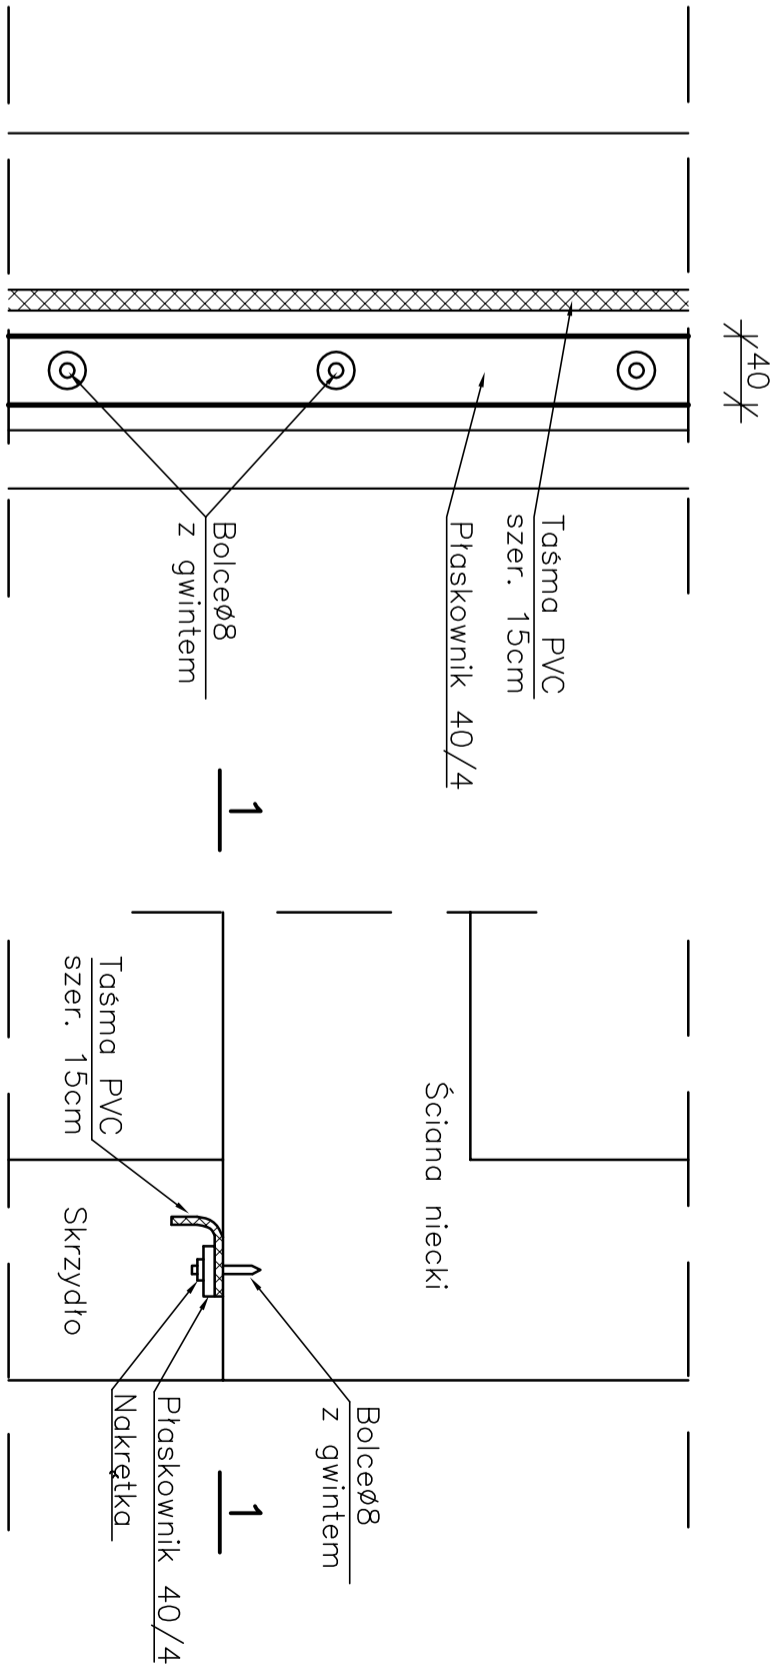 40
Taśma PVC
szer. 15cm
Płaskownik 40/4
Bolceø8
z gwintem
1
Ściana niecki
Taśma PVC
szer. 15cm
Skrzydło
Bolceø8
z gwintem
Płaskownik 40/4
Nakrętka
1